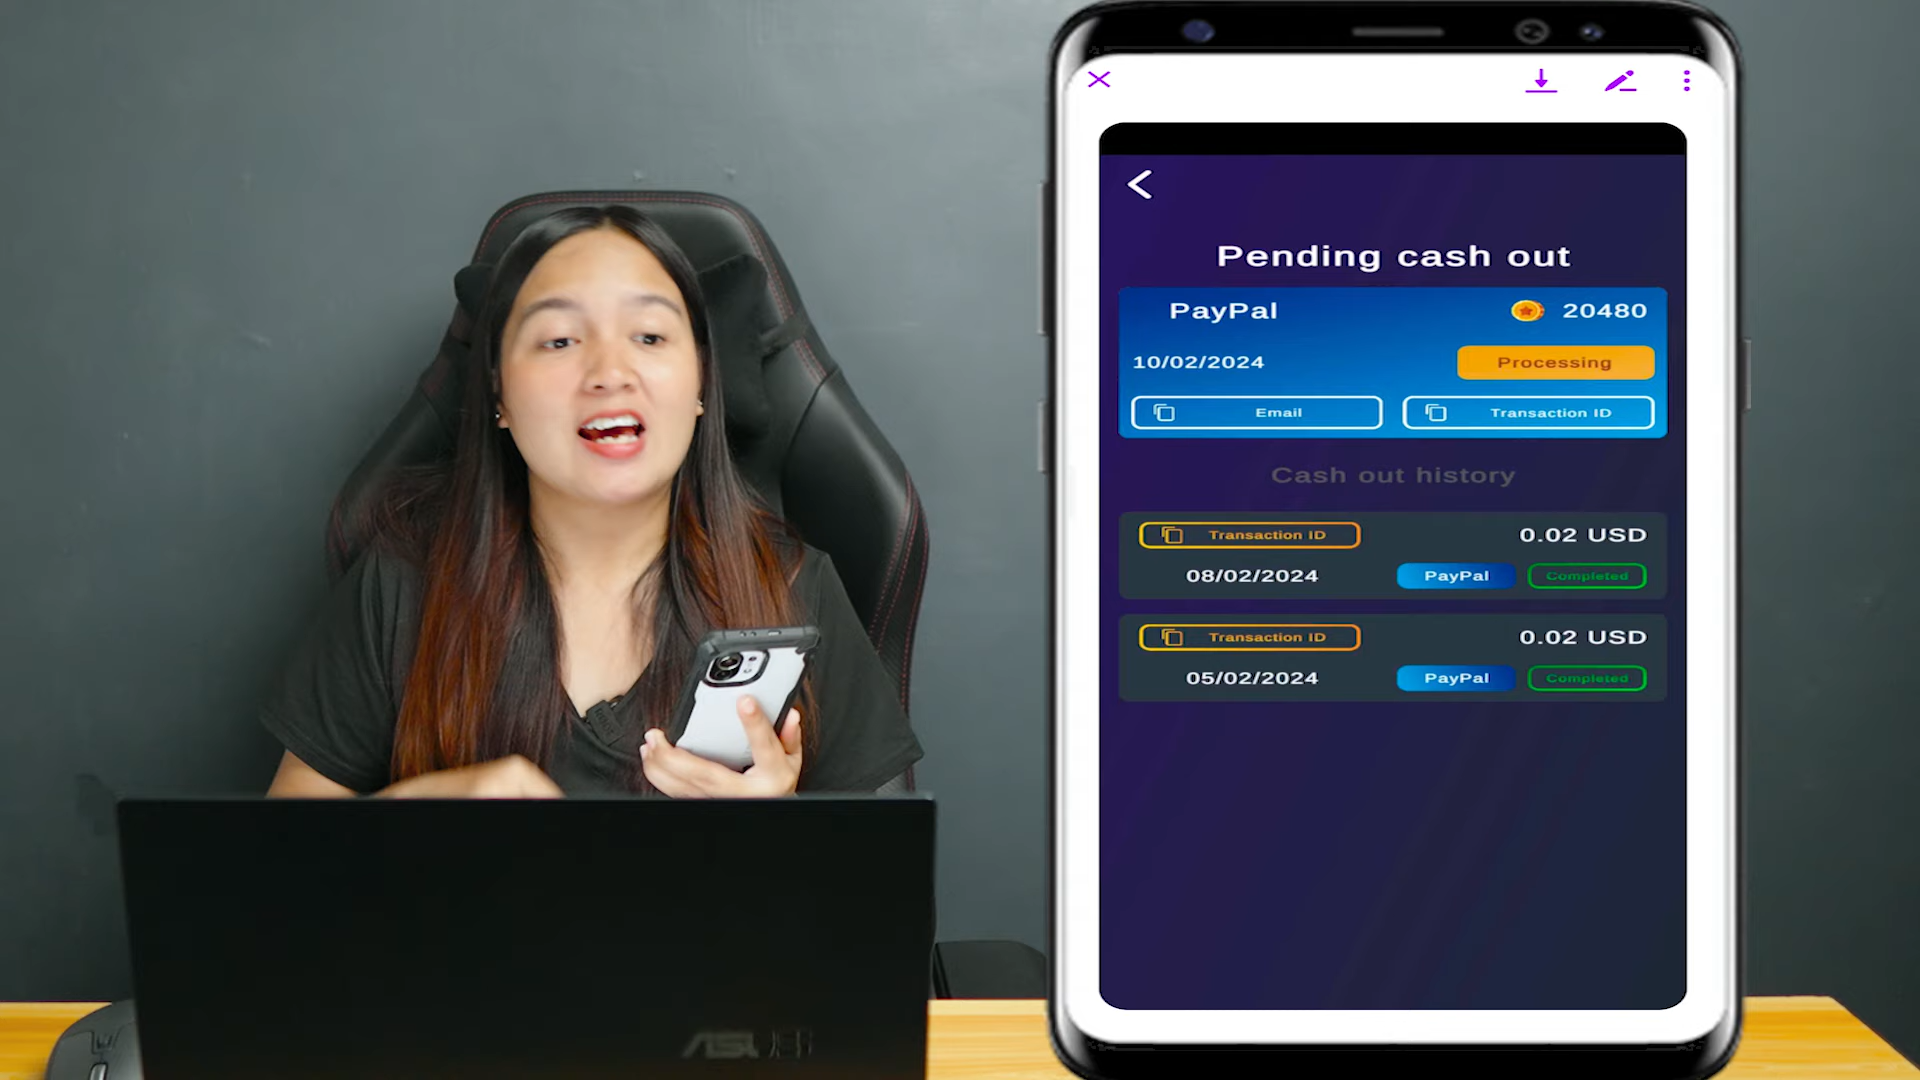 Pending cash out
PayPal 20480
10/02/2024 Processing
Email Transaction ID
Cash out history
Transaction ID 0.02 USD
08/02/2024 PayPal Completed
Transaction ID 0.02 USD
05/02/2024 PayPal Completed